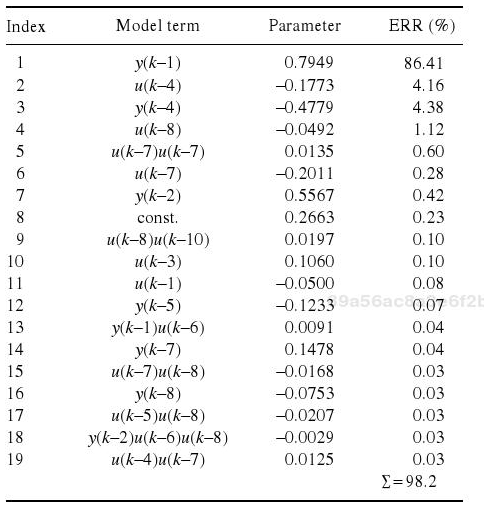 Index Model term Parameter ERR (%)
1 y(k–1) 0.7949 86.41
2 u(k–4) –0.1773 4.16
3 y(k–4) –0.4779 4.38
4 u(k–8) –0.0492 1.12
5 u(k–7)u(k–7) 0.0135 0.60
6 u(k–7) –0.2011 0.28
7 y(k–2) 0.5567 0.42
8 const. 0.2663 0.23
9 u(k–8)u(k–10) 0.0197 0.10
10 u(k–3) 0.1060 0.10
11 u(k–1) –0.0500 0.08
12 y(k–5) –0.1233 0.07
13 y(k–1)u(k–6) 0.0091 0.04
14 y(k–7) 0.1478 0.04
15 u(k–7)u(k–8) –0.0168 0.03
16 y(k–8) –0.0753 0.03
17 u(k–5)u(k–8) –0.0207 0.03
18 y(k–2)u(k–6)u(k–8) –0.0029 0.03
19 u(k–4)u(k–7) 0.0125 0.03
Σ=98.2